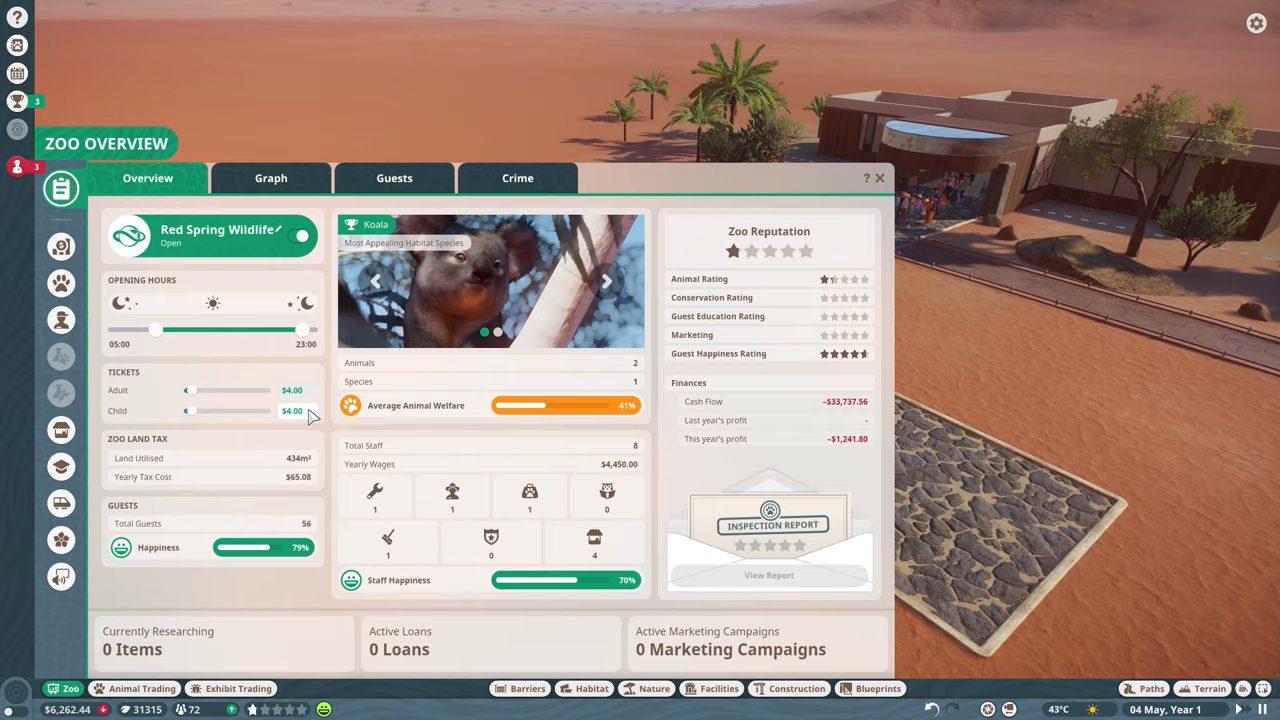 ?
3
3
ZOO OVERVIEW
Overview
Graph
Guests
Crime
?
Red Spring Wildlife
Open
OPENING HOURS
05:00
23:00
TICKETS
Adult
$4.00
Child
$4.00
ZOO LAND TAX
Land Utilised
434m²
Yearly Tax Cost
$65.08
GUESTS
Total Guests
56
Happiness
79%
Koala
Most Appealing Habitat Species
Animals
2
Species
1
Average Animal Welfare
41%
Total Staff
8
Yearly Wages
$4,450.00
1
1
1
0
1
0
4
Staff Happiness
70%
Zoo Reputation
Animal Rating
Conservation Rating
Guest Education Rating
Marketing
Guest Happiness Rating
Finances
Cash Flow
–$33,737.56
Last year's profit
-
This year's profit
–$1,241.80
INSPECTION REPORT
View Report
Currently Researching
0 Items
Active Loans
0 Loans
Active Marketing Campaigns
0 Marketing Campaigns
Zoo
Animal Trading
Exhibit Trading
Barriers
Habitat
Nature
Facilities
Construction
Blueprints
Paths
Terrain
$6,262.44
31315
72
43°C
04 May, Year 1